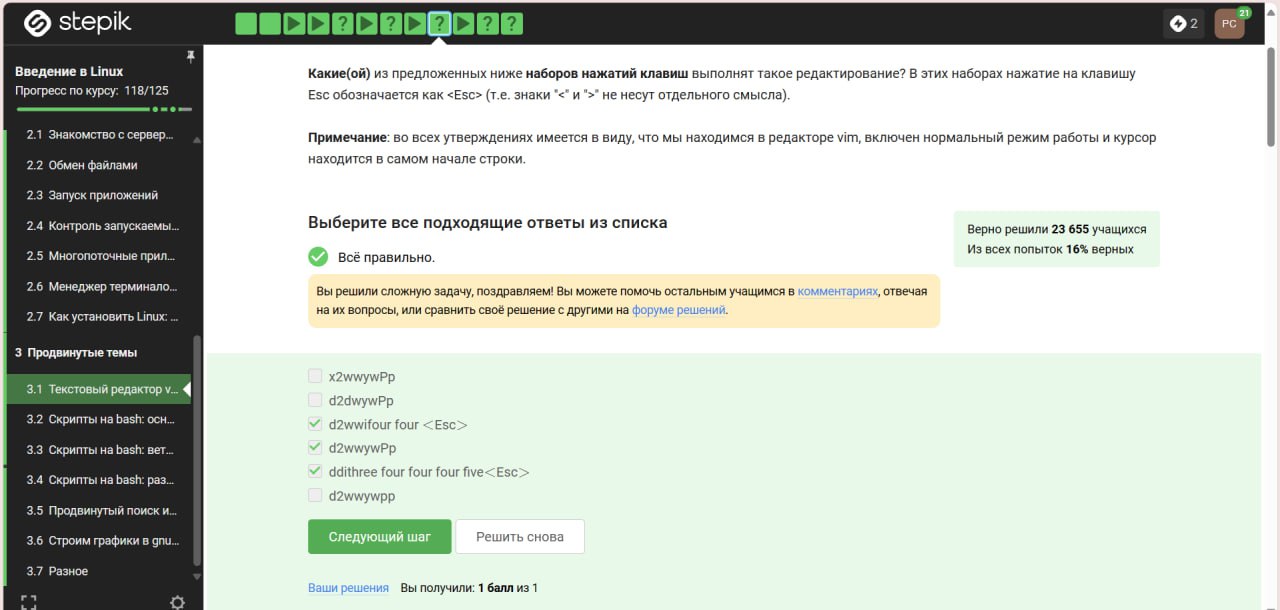 stepik
2
PC
21
Введение в Linux
Прогресс по курсу: 118/125
2.1 Знакомство с сервер...
2.2 Обмен файлами
2.3 Запуск приложений
2.4 Контроль запускаемы...
2.5 Многопоточные прил...
2.6 Менеджер терминало...
2.7 Как установить Linux: ...
3 Продвинутые темы
3.1 Текстовый редактор v...
3.2 Скрипты на bash: осн...
3.3 Скрипты на bash: вет...
3.4 Скрипты на bash: раз...
3.5 Продвинутый поиск и...
3.6 Строим графики в gnu...
3.7 Разное
Какие(ой) из предложенных ниже наборов нажатий клавиш выполнят такое редактирование? В этих наборах нажатие на клавишу
Esc обозначается как <Esc> (т.е. знаки "<" и ">" не несут отдельного смысла).
Примечание: во всех утверждениях имеется в виду, что мы находимся в редакторе vim, включен нормальный режим работы и курсор
находится в самом начале строки.
Выберите все подходящие ответы из списка
Верно решили 23 655 учащихся
Из всех попыток 16% верных
Всё правильно.
Вы решили сложную задачу, поздравляем! Вы можете помочь остальным учащимся в комментариях, отвечая
на их вопросы, или сравнить своё решение с другими на форуме решений.
x2wwywPp
d2dwywPp
d2wwifour four <Esc>
d2wwywPp
ddithree four four four five<Esc>
d2wwywpp
Следующий шаг
Решить снова
Ваши решения Вы получили: 1 балл из 1